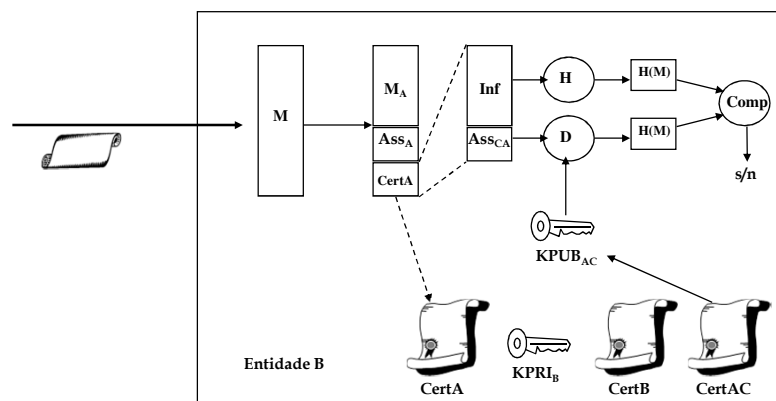 M
M_A
Ass_A
CertA
Inf
Ass_CA
H
D
H(M)
H(M)
Comp
s/n
KPUB_AC
Entidade B
CertA
KPRI_B
CertB
CertAC